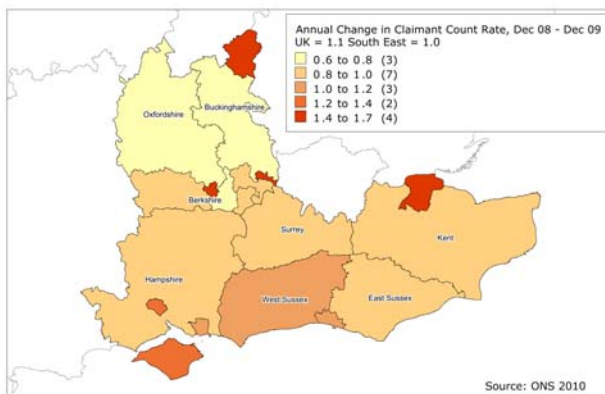 Annual Change in Claimant Count Rate, Dec 08 - Dec 09
UK = 1.1 South East = 1.0
0.6 to 0.8 (3)
0.8 to 1.0 (7)
1.0 to 1.2 (3)
1.2 to 1.4 (2)
1.4 to 1.7 (4)
Buckinghamshire
Oxfordshire
Berkshire
Surrey
Kent
Hampshire
West Sussex
East Sussex
Source: ONS 2010